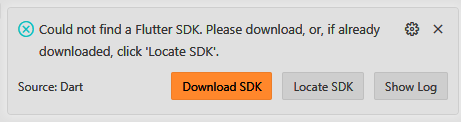 Could not find a Flutter SDK. Please download, or, if already
downloaded, click 'Locate SDK'.
Source: Dart
Download SDK
Locate SDK
Show Log